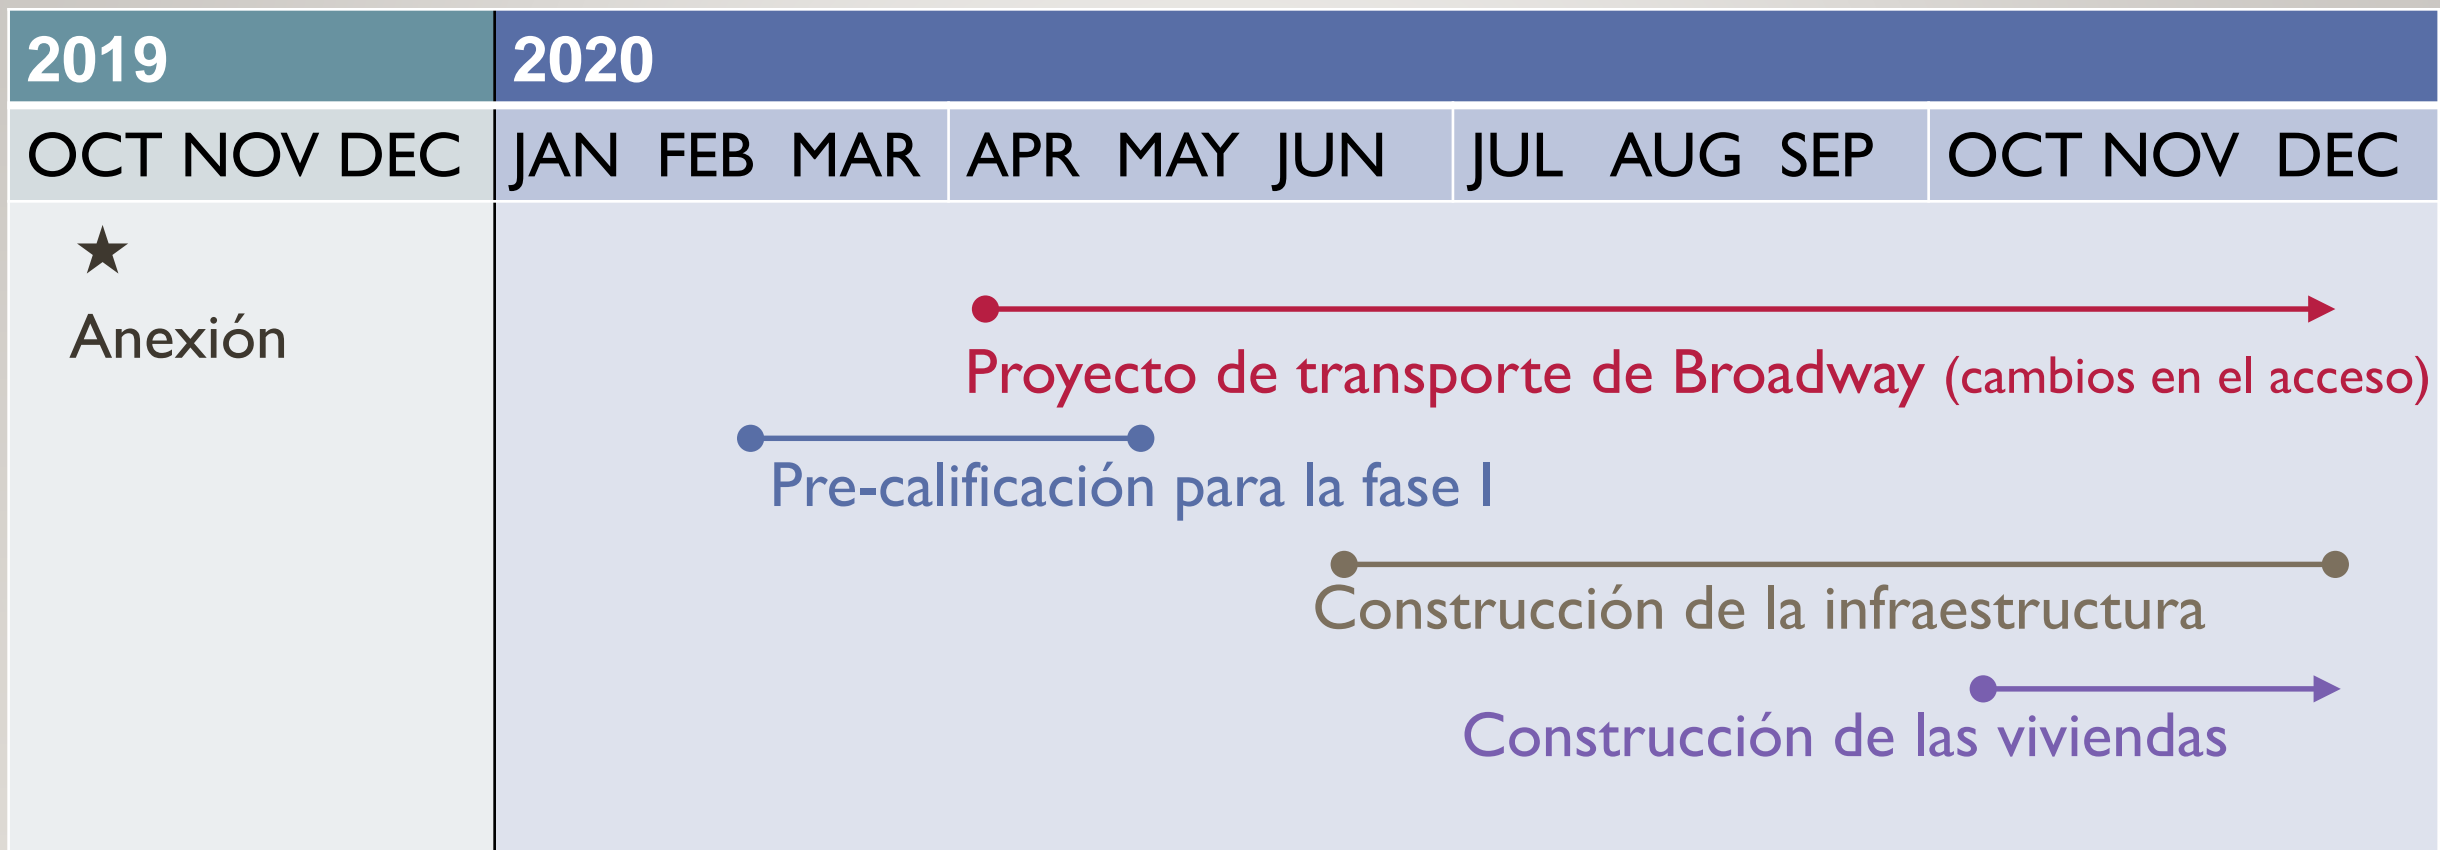 2019 2020
OCT NOV DEC JAN FEB MAR APR MAY JUN JUL AUG SEP OCT NOV DEC
Anexión
Proyecto de transporte de Broadway (cambios en el acceso)
Pre-calificación para la fase I
Construcción de la infraestructura
Construcción de las viviendas